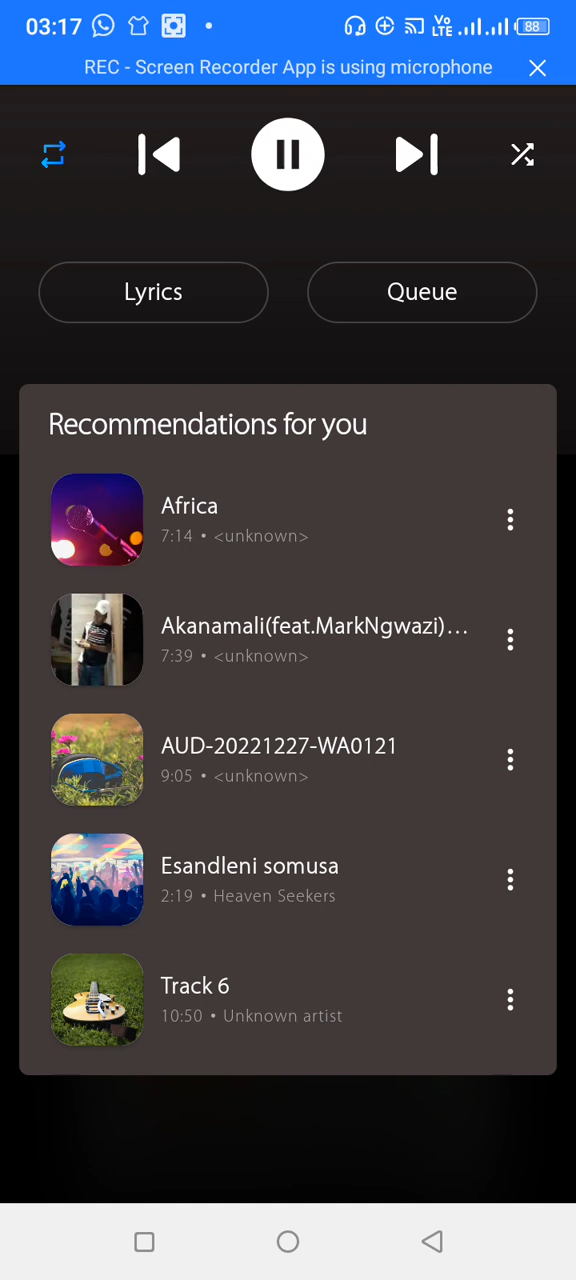 03:17
Vo LTE
88
REC - Screen Recorder App is using microphone
Lyrics
Queue
Recommendations for you
Africa
7:14 • <unknown>
Akanamali(feat.MarkNgwazi)...
7:39 • <unknown>
AUD-20221227-WA0121
9:05 • <unknown>
Esandleni somusa
2:19 • Heaven Seekers
Track 6
10:50 • Unknown artist